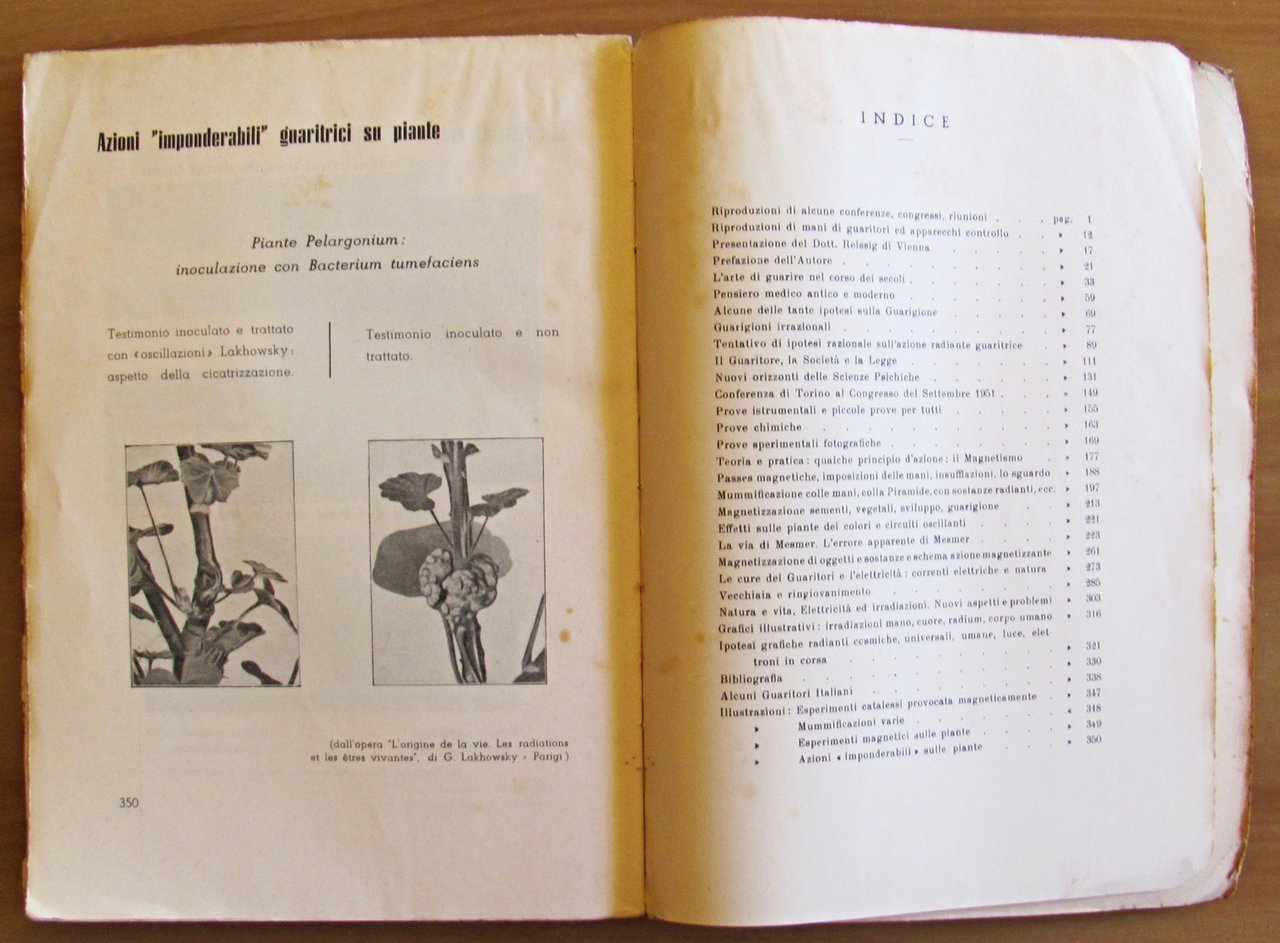 Azioni "imponderabili" guaritrici su piante
Piante Pelargonium:
inoculazione con Bacterium tumefaciens
Testimonio inoculato e trattato
con «oscillazioni» Lakhowsky:
aspetto della cicatrizzazione.
Testimonio inoculato e non
trattato.
(dall'opera "L'origine de la vie. Les radiations
et les êtres vivantes", di G. Lakhowsky - Parigi)
350
INDICE
Riproduzioni di alcune conferenze, congressi, riunioni . . . pag. 1
Riproduzioni di mani di guaritori ed apparecchi controllo . . » 12
Presentazione del Dott. Reissig di Vienna . . . . . » 17
Prefazione dell'Autore . . . . . . . . . » 21
L'arte di guarire nel corso dei secoli . . . . . . » 33
Pensiero medico antico e moderno . . . . . . » 59
Alcune delle tante ipotesi sulla Guarigione . . . . . » 69
Guarigioni irrazionali . . . . . . . . . » 77
Tentativo di ipotesi razionale sull'azione radiante guaritrice . » 89
Il Guaritore, la Società e la Legge . . . . . . » 111
Nuovi orizzonti delle Scienze Psichiche . . . . . » 131
Conferenza di Torino al Congresso del Settembre 1951 . . . » 149
Prove istrumentali e piccole prove per tutti . . . . » 155
Prove chimiche . . . . . . . . . . » 163
Prove sperimentali fotografiche . . . . . . . » 169
Teoria e pratica: qualche principio d'azione: il Magnetismo . » 177
Passes magnetiche, imposizioni delle mani, insufflazioni, lo sguardo » 188
Mummificazione colle mani, colla Piramide, con sostanze radianti, ecc. » 197
Magnetizzazione sementi, vegetali, sviluppo, guarigione . . » 213
Effetti sulle piante dei colori e circuiti oscillanti . . . . » 221
La via di Mesmer. L'errore apparente di Mesmer . . . . » 223
Magnetizzazione di oggetti e sostanze e schema azione magnetizzante » 261
Le cure dei Guaritori e l'elettricità: correnti elettriche e natura » 273
Vecchiaia e ringiovanimento . . . . . . . » 285
Natura e vita, Elettricità ed irradiazioni. Nuovi aspetti e problemi » 303
Grafici illustrativi: irradiazioni mano, cuore, radium, corpo umano » 316
Ipotesi grafiche radianti cosmiche, universali, umane, luce, elet
troni in corsa . . . . . . . . . » 321
Bibliografia . . . . . . . . . . » 330
Alcuni Guaritori Italiani . . . . . . . . » 338
Illustrazioni: Esperimenti catalessi provocata magneticamente . » 347
» Mummificazioni varie . . . . . . » 348
» Esperimenti magnetici sulle piante . . . . » 349
» Azioni « imponderabili » sulle piante . . . . » 350